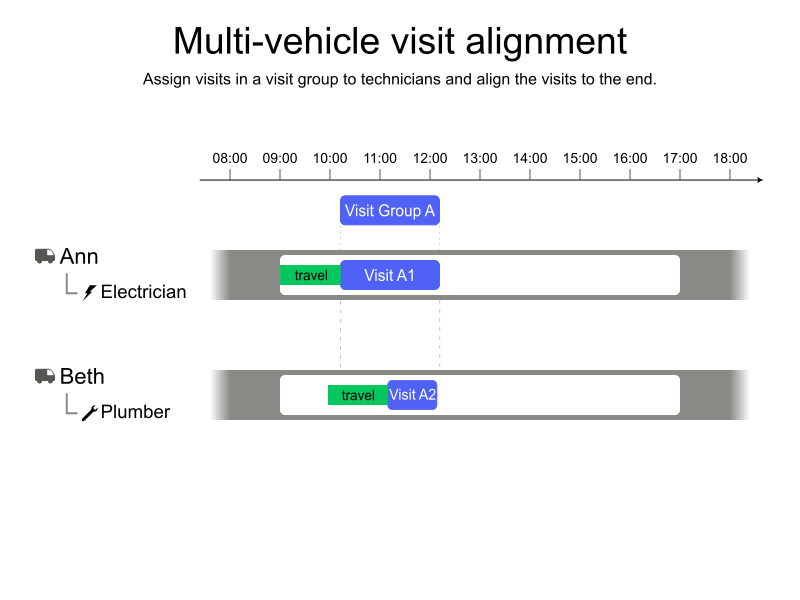 Multi-vehicle visit alignment
Assign visits in a visit group to technicians and align the visits to the end.
08:00 09:00 10:00 11:00 12:00 13:00 14:00 15:00 16:00 17:00 18:00
Visit Group A
Ann
travel Visit A1
Electrician
Beth
travel Visit A2
Plumber